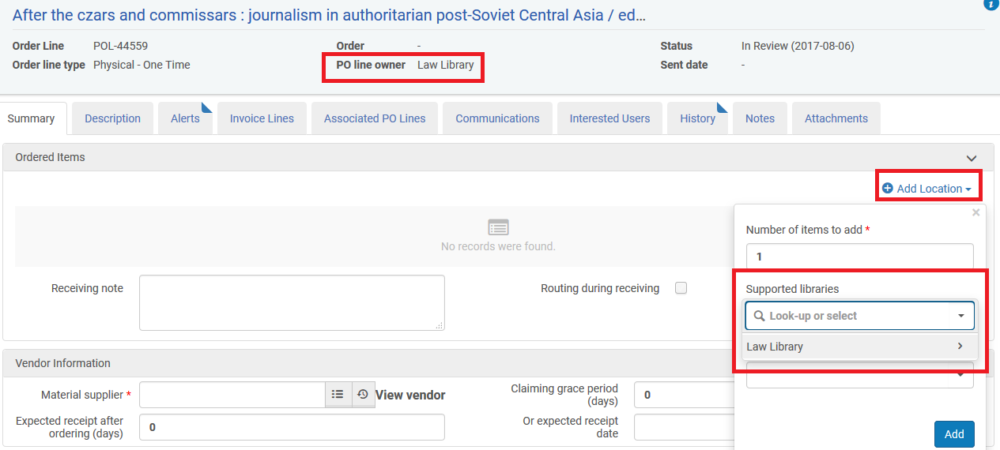 After the czars and commissars : journalism in authoritarian post-Soviet Central Asia / ed...
Order Line POL-44559 Order - Status In Review (2017-08-06)
Order line type Physical - One Time PO line owner Law Library Sent date -
Summary Description Alerts Invoice Lines Associated PO Lines Communications Interested Users History Notes Attachments
Ordered Items
Add Location
Number of items to add *
1
No records were found.
Receiving note Routing during receiving Supported libraries
Look-up or select
Law Library
Vendor Information
Material supplier * View vendor Claiming grace period (days) 0
Expected receipt after ordering (days) 0 Or expected receipt date
Add